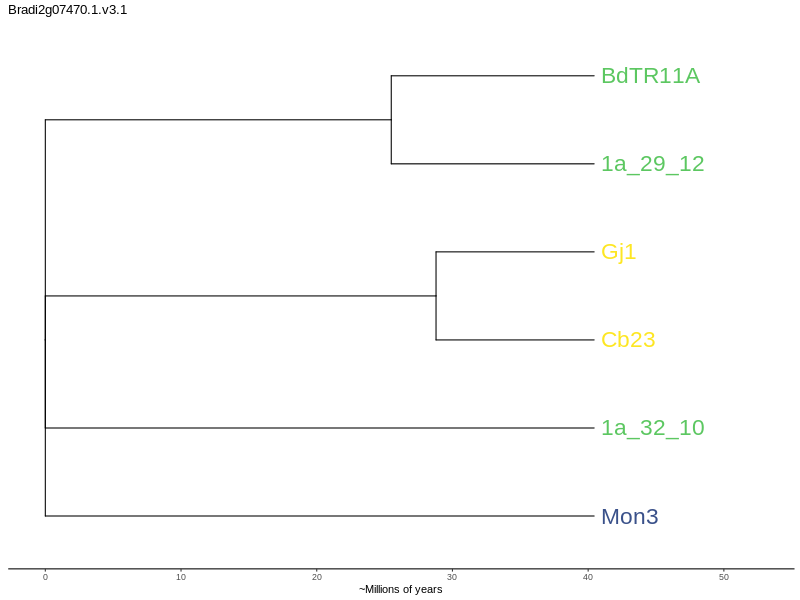 Bradi2g07470.1.v3.1
BdTR11A
1a_29_12
Gj1
Cb23
1a_32_10
Mon3
0 10 20 30 40 50
~Millions of years